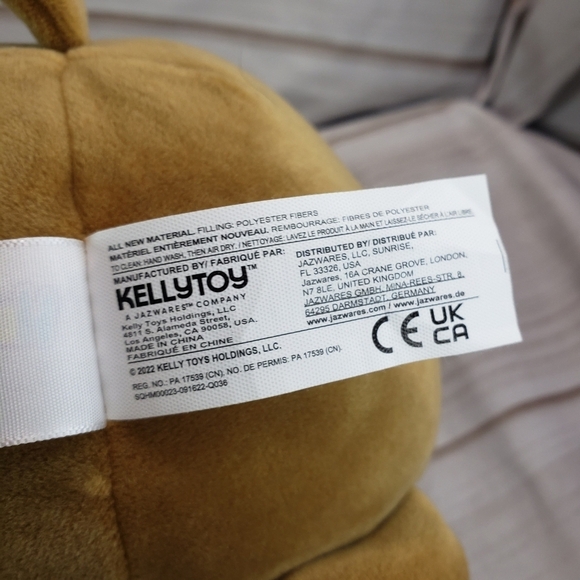 ALL NEW MATERIAL. FILLING: POLYESTER FIBERS
MATÉRIEL ENTIÈREMENT NOUVEAU. REMBOURRAGE: FIBRES DE POLYESTER
TO CLEAN: HAND WASH, THEN AIR DRY. / NETTOYAGE: LAVEZ LE PRODUIT À LA MAIN ET LAISSEZ LE SÉCHER À L'AIR LIBRE.
MANUFACTURED BY/ FABRIQUÉ PAR:
KELLYTOY™
A JAZWARES™ COMPANY
Kelly Toys Holdings, LLC
4811 S. Alameda Street,
Los Angeles, CA 90058, USA.
MADE IN CHINA
FABRIQUÉ EN CHINE
DISTRIBUTED BY/ DISTRIBUÉ PAR:
JAZWARES, LLC, SUNRISE,
FL 33326, USA
Jazwares, 16A CRANE GROVE, LONDON,
N7 8LE, UNITED KINGDOM
JAZWARES GMBH, MINA-REES-STR. 8,
64295 DARMSTADT, GERMANY
www.jazwares.com / www.jazwares.de
CE UK
CA
© 2022 KELLY TOYS HOLDINGS, LLC.
REG. NO.: PA 17539 (CN). NO. DE PERMIS: PA 17539 (CN).
SQHM00023-091622-Q036